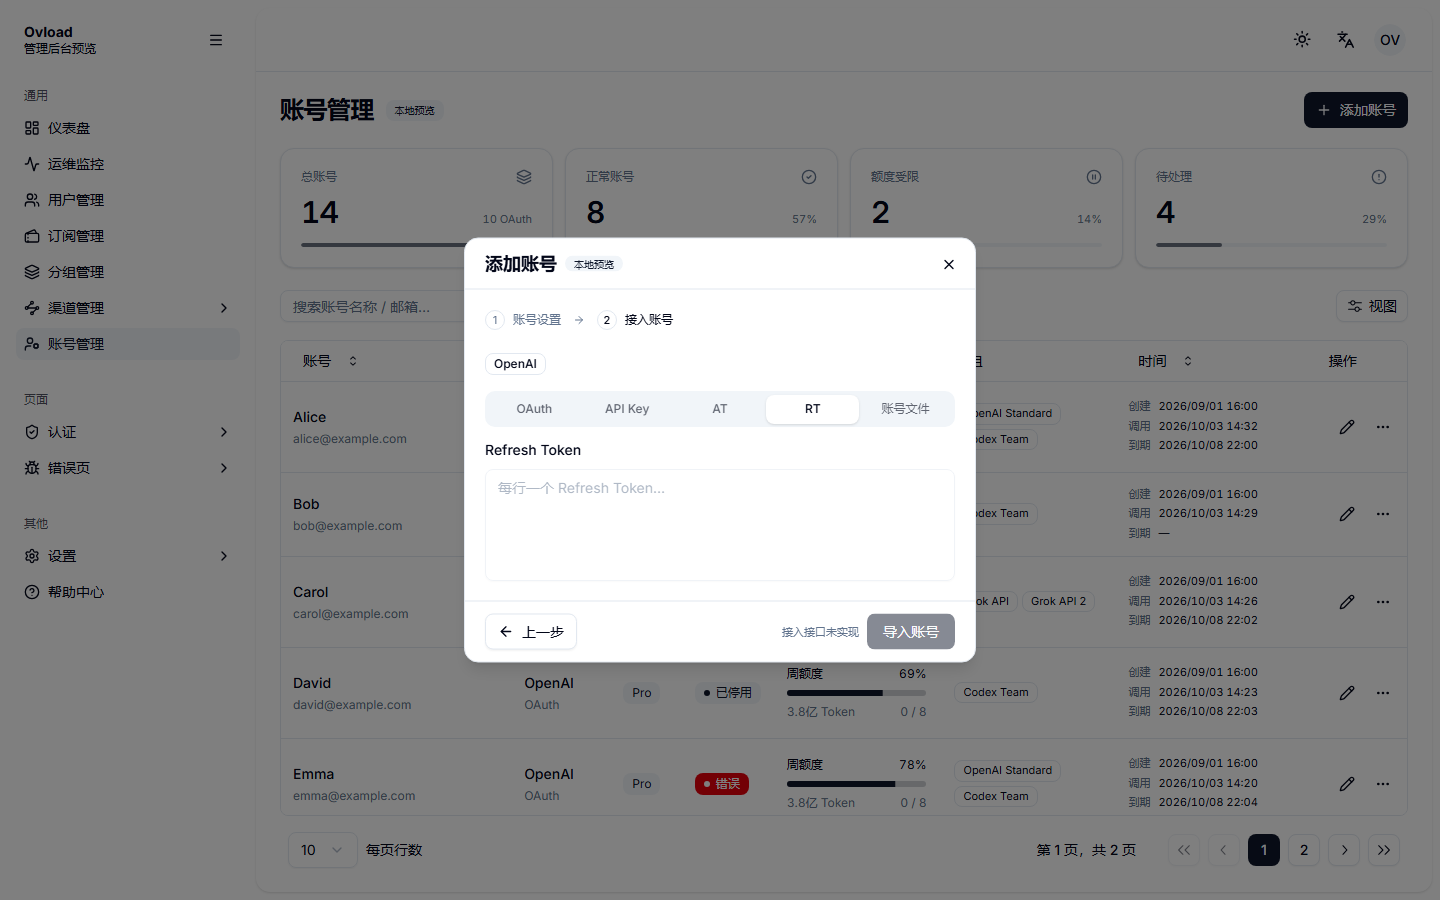 Ovload
管理后台预览
OV
通用
仪表盘
运维监控
用户管理
订阅管理
分组管理
渠道管理
账号管理
页面
认证
错误页
其他
设置
帮助中心
账号管理
本地预览
添加账号
总账号
14
10 OAuth
正常账号
8
57%
额度受限
2
14%
待处理
4
29%
搜索账号名称 / 邮箱...
视图
账号
时间
操作
Alice
alice@example.com
Codex Team
创建 2026/09/01 16:00
调用 2026/10/03 14:32
到期 2026/10/08 22:00
Bob
bob@example.com
创建 2026/09/01 16:00
调用 2026/10/03 14:29
到期 —
Carol
carol@example.com
Grok API 2
创建 2026/09/01 16:00
调用 2026/10/03 14:26
到期 2026/10/08 22:02
David
david@example.com
OpenAI
OAuth
Pro
已停用
周额度 69%
3.8亿 Token 0 / 8
Codex Team
创建 2026/09/01 16:00
调用 2026/10/03 14:23
到期 2026/10/08 22:03
Emma
emma@example.com
OpenAI
OAuth
Pro
错误
周额度 78%
3.8亿 Token 0 / 8
OpenAI Standard
Codex Team
创建 2026/09/01 16:00
调用 2026/10/03 14:20
到期 2026/10/08 22:04
10
每页行数
第 1 页，共 2 页
1
2
添加账号
本地预览
1 账号设置
2 接入账号
OpenAI
OAuth
API Key
AT
RT
账号文件
Refresh Token
每行一个 Refresh Token...
上一步
接入接口未实现
导入账号